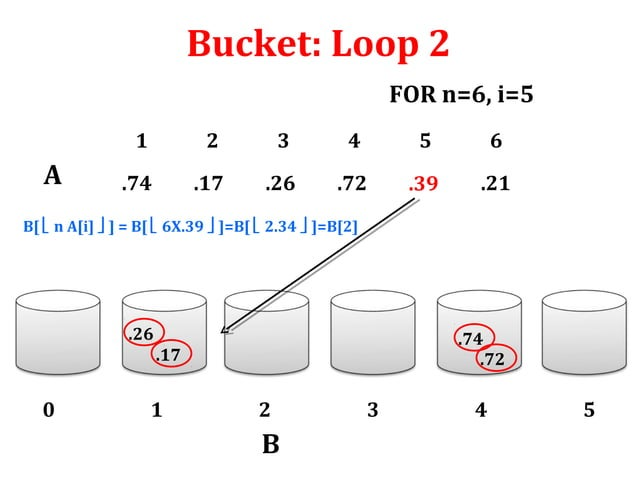 Bucket: Loop 2
FOR n=6, i=5
1 2 3 4 5 6
A .74 .17 .26 .72 .39 .21
B[⎣ n A[i] ⎦] = B[⎣ 6X.39 ⎦]=B[⎣ 2.34 ⎦]=B[2]
.26 .74
.17 .72
0 1 2 3 4 5
B